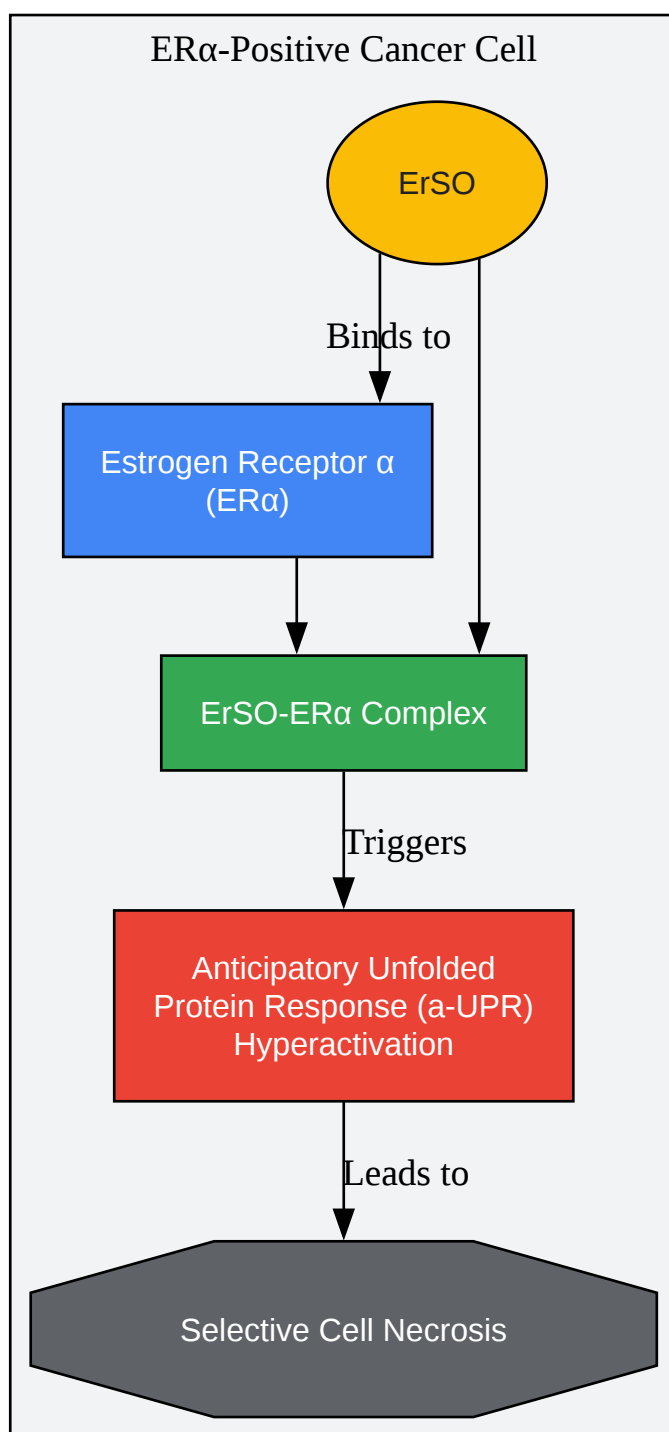 ERα-Positive Cancer Cell
ErSO
Binds to
Estrogen Receptor α
(ERα)
ErSO-ERα Complex
Triggers
Anticipatory Unfolded
Protein Response (a-UPR)
Hyperactivation
Leads to
Selective Cell Necrosis